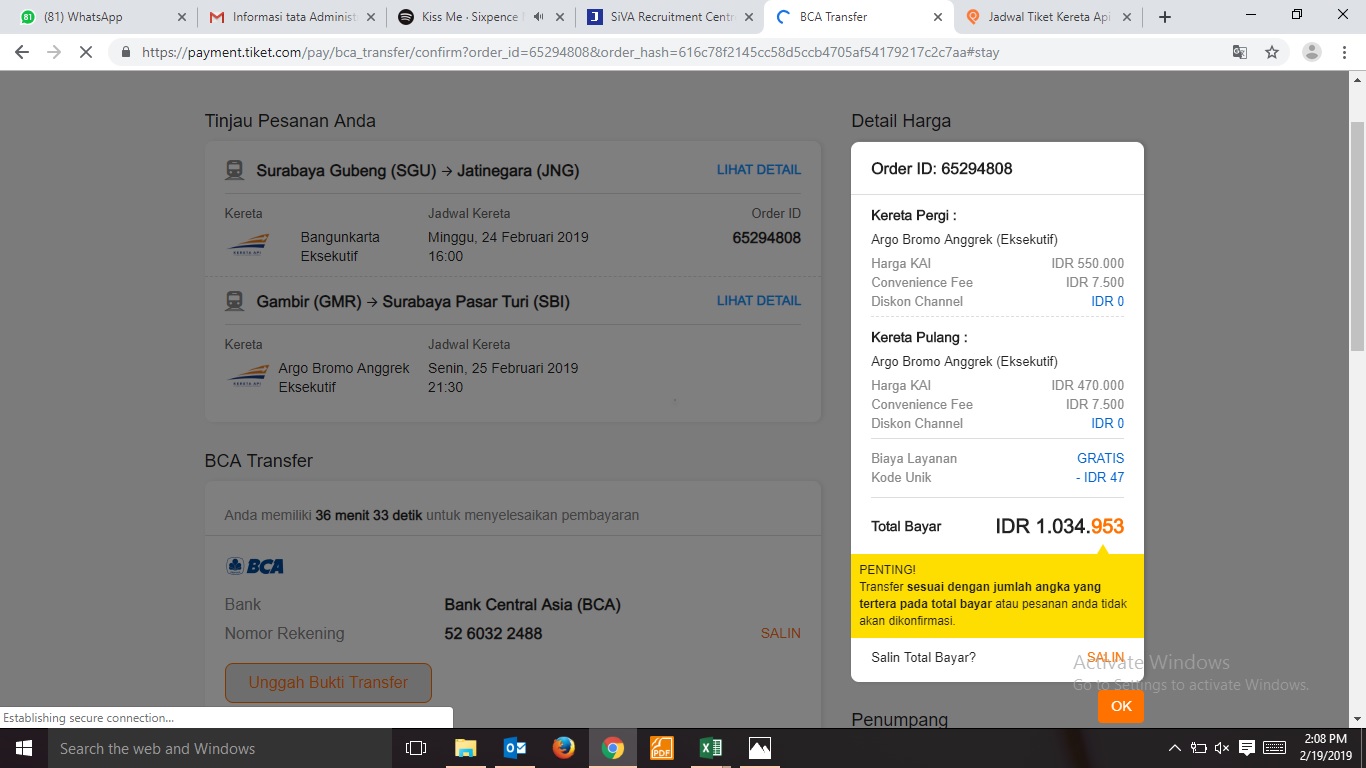 (81) WhatsApp
Informasi tata Administ
Kiss Me · Sixpence
SiVA Recruitment Centr
BCA Transfer
Jadwal Tiket Kereta Api
https://payment.tiket.com/pay/bca_transfer/confirm?order_id=65294808&order_hash=616c78f2145cc58d5ccb4705af54179217c2c7aa#stay
Tinjau Pesanan Anda
Surabaya Gubeng (SGU) → Jatinegara (JNG)
LIHAT DETAIL
Kereta
Jadwal Kereta
Order ID
KERETA API
Bangunkarta
Eksekutif
Minggu, 24 Februari 2019
16:00
65294808
Gambir (GMR) → Surabaya Pasar Turi (SBI)
LIHAT DETAIL
Kereta
Jadwal Kereta
KERETA API
Argo Bromo Anggrek
Eksekutif
Senin, 25 Februari 2019
21:30
BCA Transfer
Anda memiliki 36 menit 33 detik untuk menyelesaikan pembayaran
BCA
Bank
Bank Central Asia (BCA)
Nomor Rekening
52 6032 2488
SALIN
Unggah Bukti Transfer
Detail Harga
Order ID: 65294808
Kereta Pergi :
Argo Bromo Anggrek (Eksekutif)
Harga KAI IDR 550.000
Convenience Fee IDR 7.500
Diskon Channel IDR 0
Kereta Pulang :
Argo Bromo Anggrek (Eksekutif)
Harga KAI IDR 470.000
Convenience Fee IDR 7.500
Diskon Channel IDR 0
Biaya Layanan GRATIS
Kode Unik - IDR 47
Total Bayar IDR 1.034.953
PENTING!
Transfer sesuai dengan jumlah angka yang
tertera pada total bayar atau pesanan anda tidak
akan dikonfirmasi.
Salin Total Bayar? SALIN
Activate Windows
Go to Settings to activate Windows.
OK
Penumpang
Establishing secure connection...
Search the web and Windows
PDF
2:08 PM
2/19/2019